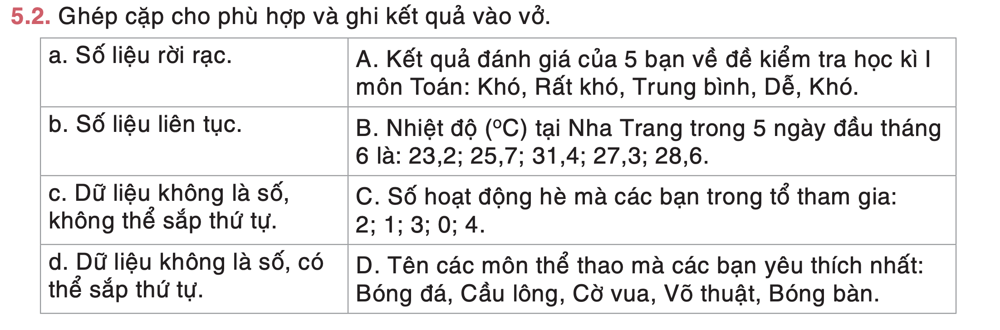 5.2. Ghép cặp cho phù hợp và ghi kết quả vào vở.
a. Số liệu rời rạc.
A. Kết quả đánh giá của 5 bạn về đề kiểm tra học kì I
môn Toán: Khó, Rất khó, Trung bình, Dễ, Khó.
b. Số liệu liên tục.
B. Nhiệt độ (ºC) tại Nha Trang trong 5 ngày đầu tháng
6 là: 23,2; 25,7; 31,4; 27,3; 28,6.
c. Dữ liệu không là số,
không thể sắp thứ tự.
C. Số hoạt động hè mà các bạn trong tổ tham gia:
2; 1; 3; 0; 4.
d. Dữ liệu không là số, có
thể sắp thứ tự.
D. Tên các môn thể thao mà các bạn yêu thích nhất:
Bóng đá, Cầu lông, Cờ vua, Võ thuật, Bóng bàn.